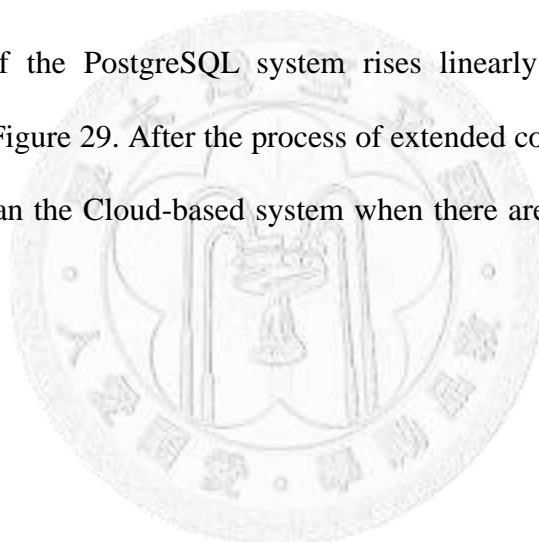 f the PostgreSQL system rises linearly
Figure 29. After the process of extended co
an the Cloud-based system when there are